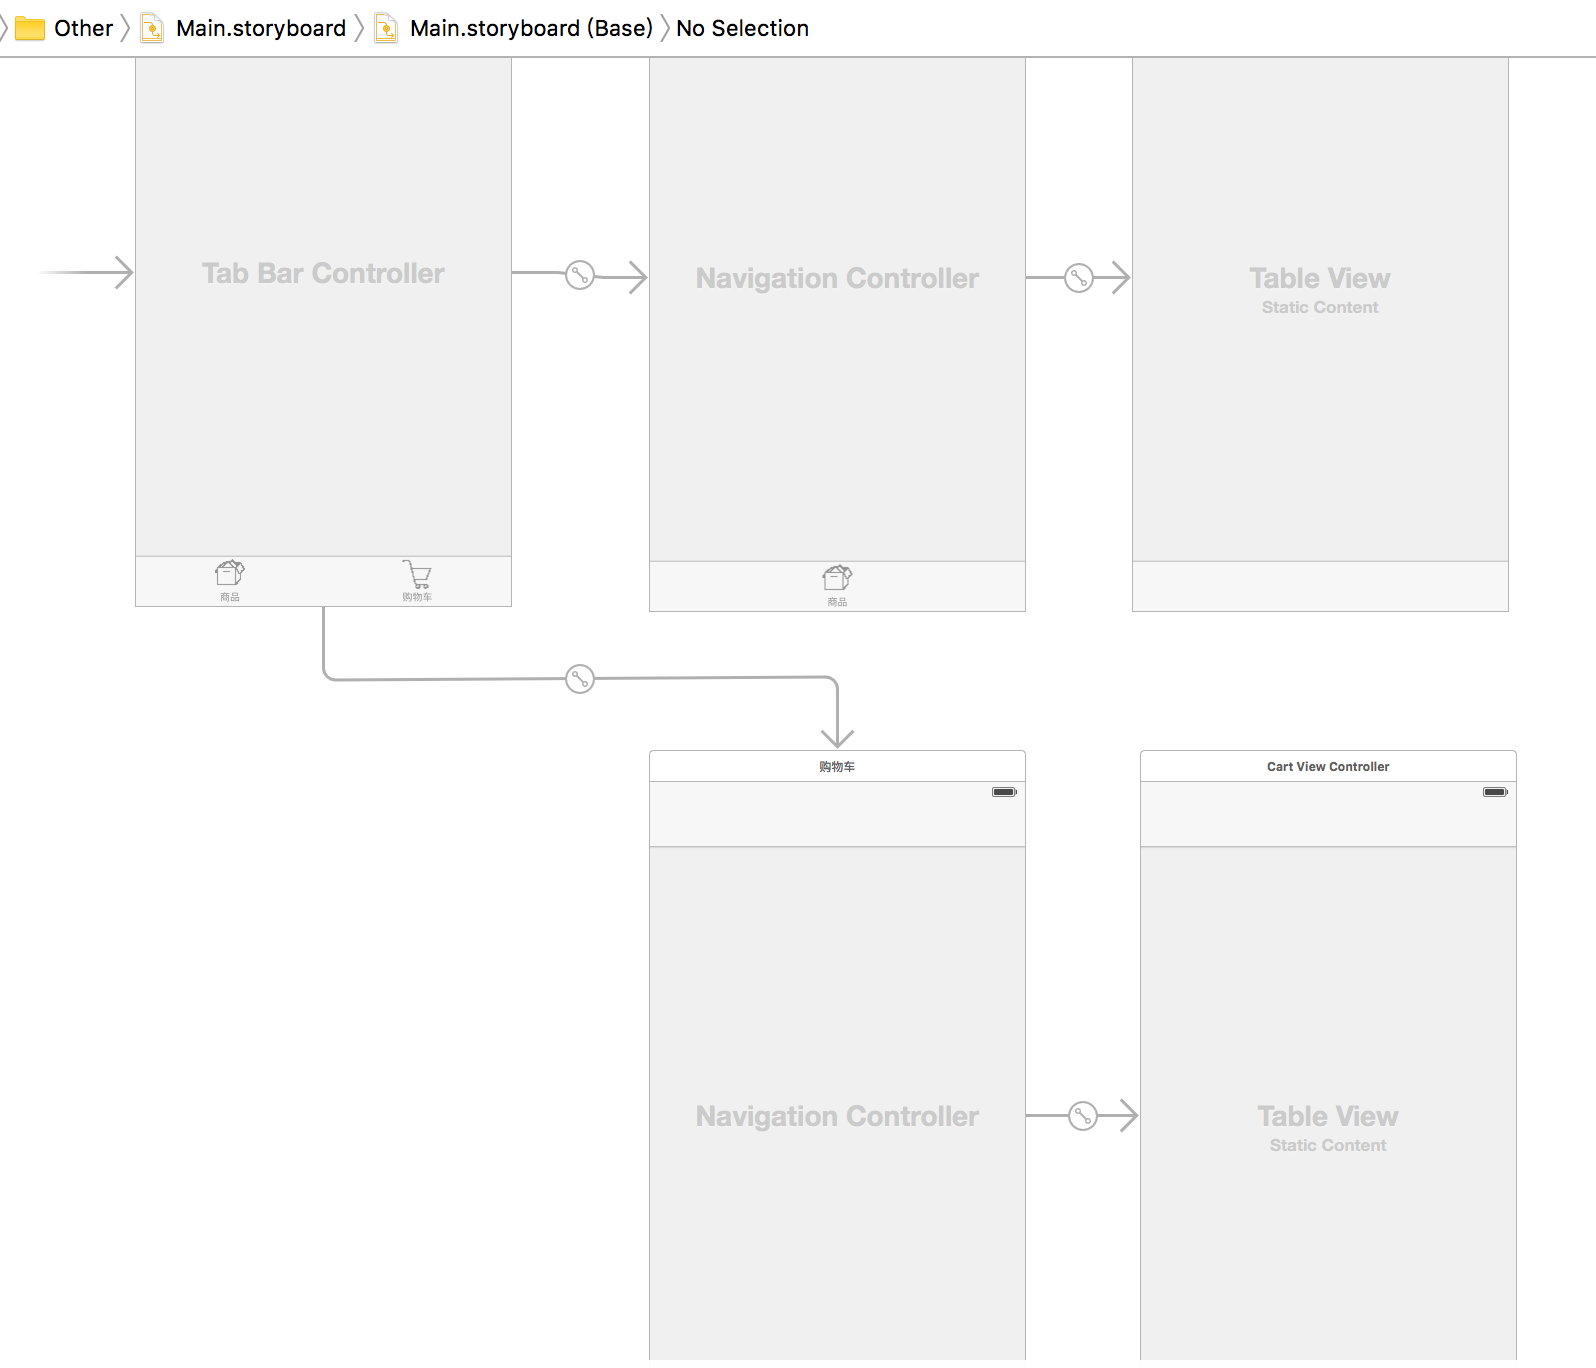 Other Main.storyboard Main.storyboard (Base) No Selection
Tab Bar Controller
Navigation Controller
Table View
Static Content
商品
购物车
商品
购物车
Cart View Controller
Navigation Controller
Table View
Static Content